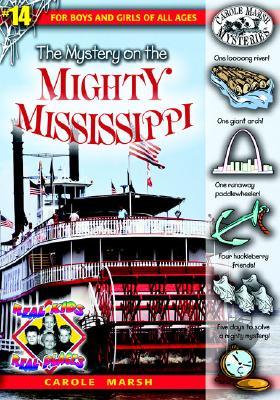 #14
FOR BOYS AND GIRLS OF ALL AGES
CAROLE MARSH
MYSTERIES
The Mystery on the
MIGHTY
MISSISSIPPI
One looooong river!
One giant arch!
One runaway
paddlewheeler!
Four huckleberry
friends!
Five days to solve
a mighty mystery!
REAL KIDS
REAL PLACES
CAROLE MARSH